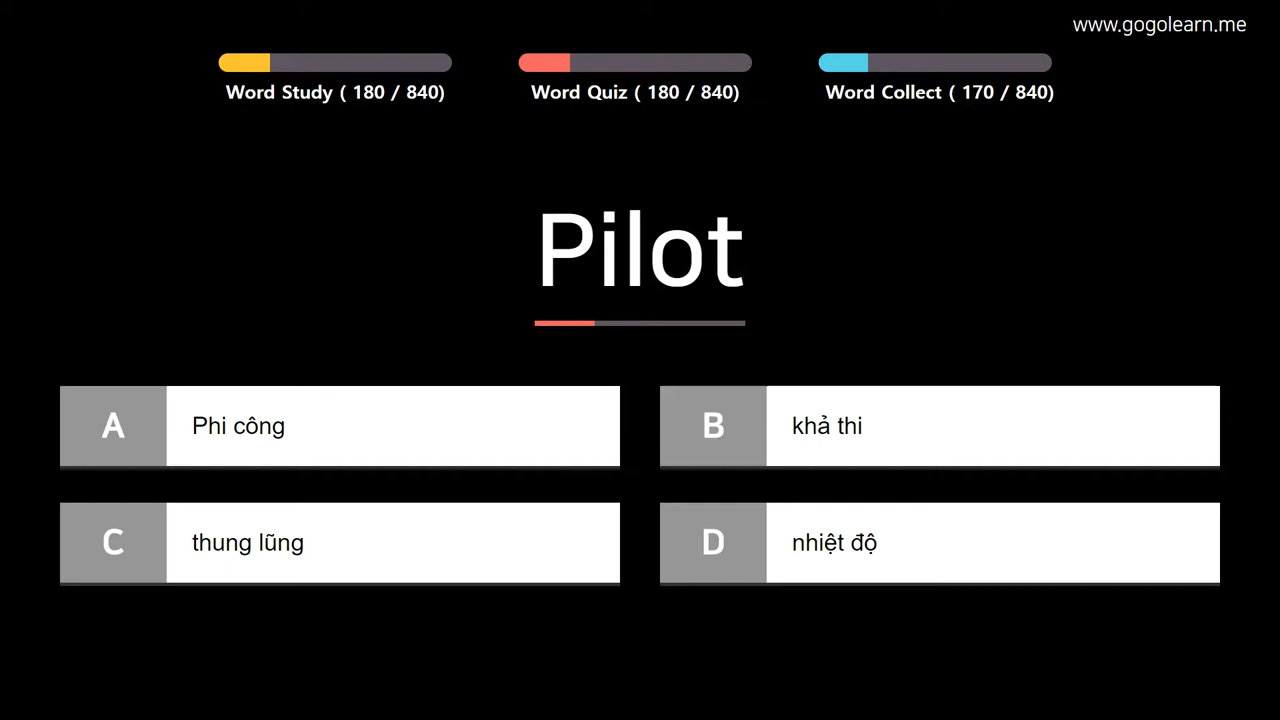 www.gogolearn.me
Word Study ( 180 / 840)
Word Quiz ( 180 / 840)
Word Collect ( 170 / 840)
Pilot
A Phi công
B khả thi
C thung lũng
D nhiệt độ